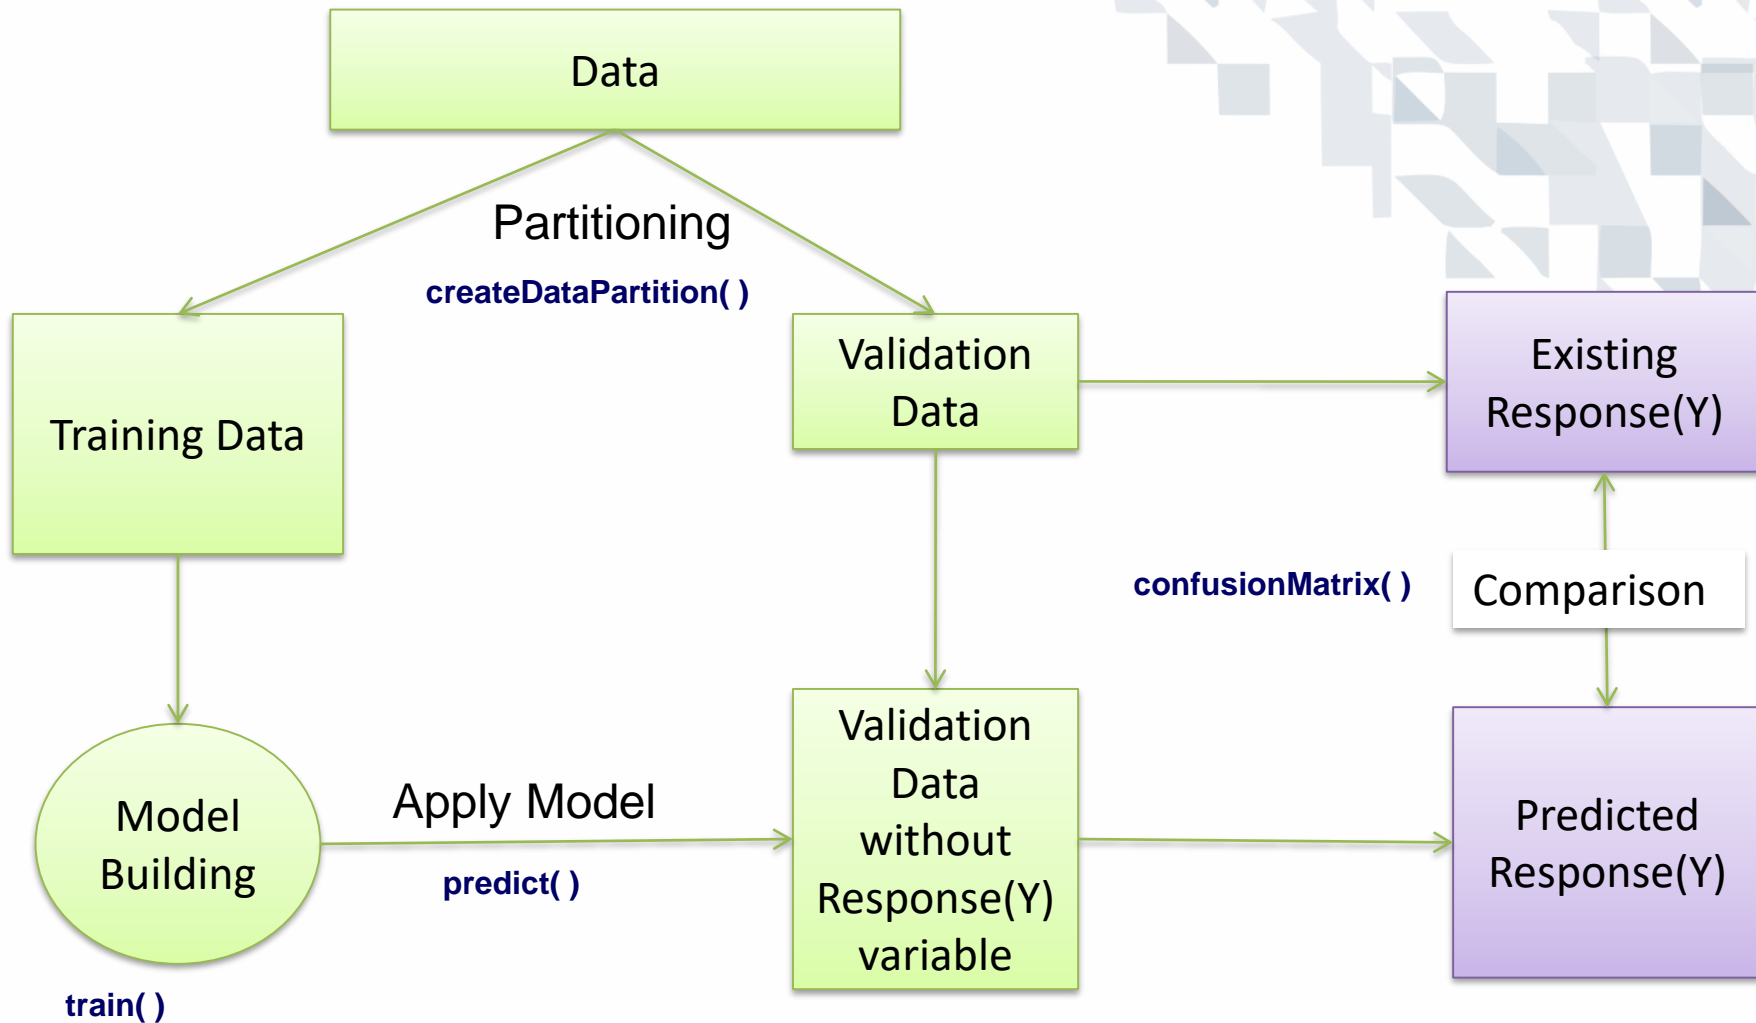 Data
Partitioning
createDataPartition( )
Training Data
Validation
Data
Existing
Response(Y)
confusionMatrix( )
Comparison
Model
Building
train( )
Apply Model
predict( )
Validation
Data
without
Response(Y)
variable
Predicted
Response(Y)